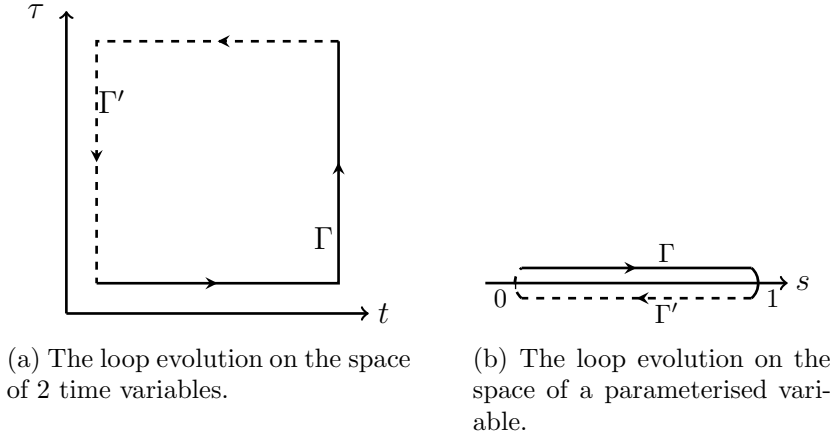 τ
Γ′
Γ
t
Γ
0
1
s
Γ′
(a) The loop evolution on the space
of 2 time variables.
(b) The loop evolution on the
space of a parameterised vari-
able.